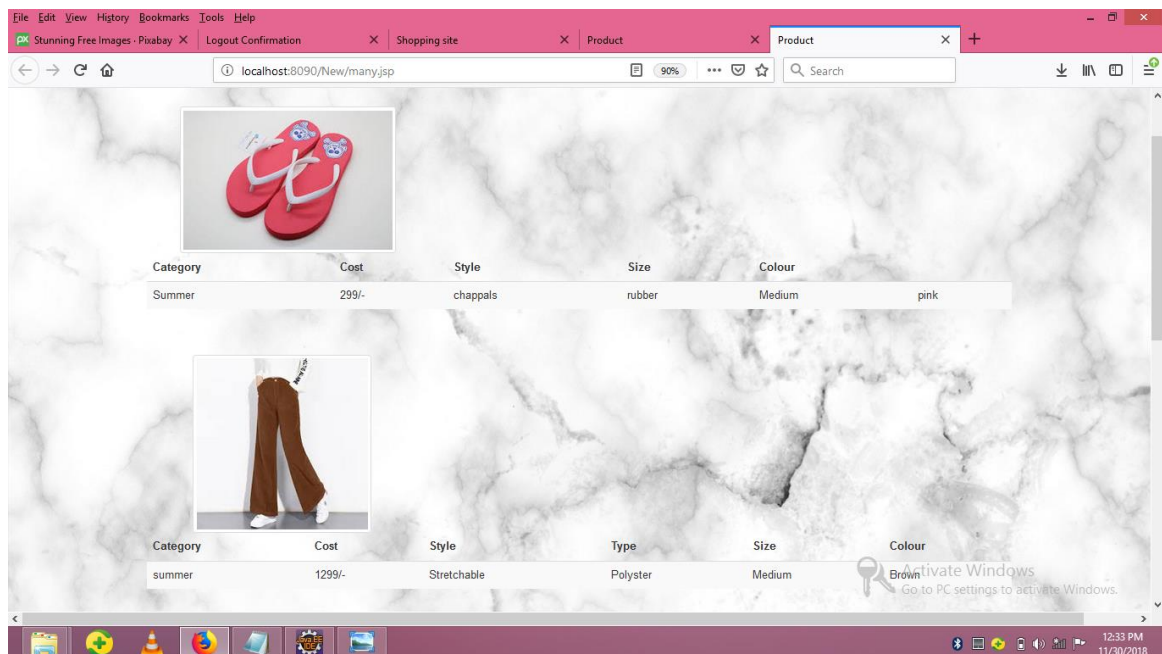 File Edit View History Bookmarks Tools Help
Stunning Free Images · Pixabay Logout Confirmation Shopping site Product Product
localhost:8090/New/many.jsp 90% Search
Category Cost Style Size Colour
Summer 299/- chappals rubber Medium pink
Category Cost Style Type Size Colour
summer 1299/- Stretchable Polyster Medium Brown
Activate Windows
Go to PC settings to activate Windows.
12:33 PM
11/30/2018